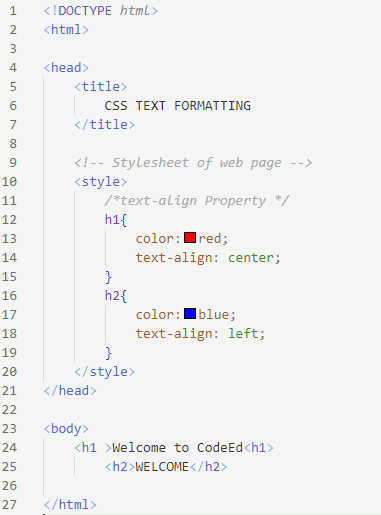 1 <!DOCTYPE html>
2 <html>
3
4 <head>
5 <title>
6 CSS TEXT FORMATTING
7 </title>
8
9 <!-- Stylesheet of web page -->
10 <style>
11 /*text-align Property */
12 h1{
13 color:red;
14 text-align: center;
15 }
16 h2{
17 color:blue;
18 text-align: left;
19 }
20 </style>
21 </head>
22
23 <body>
24 <h1 >Welcome to CodeEd<h1>
25 <h2>WELCOME</h2>
26
27 </html>